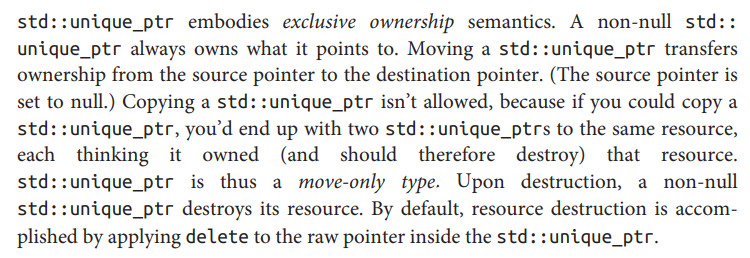 std::unique_ptr embodies exclusive ownership semantics. A non-null std::
unique_ptr always owns what it points to. Moving a std::unique_ptr transfers
ownership from the source pointer to the destination pointer. (The source pointer is
set to null.) Copying a std::unique_ptr isn’t allowed, because if you could copy a
std::unique_ptr, you’d end up with two std::unique_ptrs to the same resource,
each thinking it owned (and should therefore destroy) that resource.
std::unique_ptr is thus a move-only type. Upon destruction, a non-null
std::unique_ptr destroys its resource. By default, resource destruction is accom-
plished by applying delete to the raw pointer inside the std::unique_ptr.